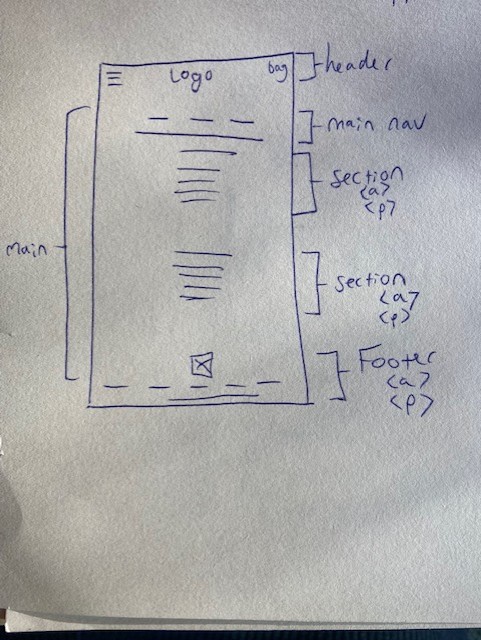 Logo
bag
header
main nav
section
<a>
<p>
main
section
<a>
<p>
Footer
<a>
<p>